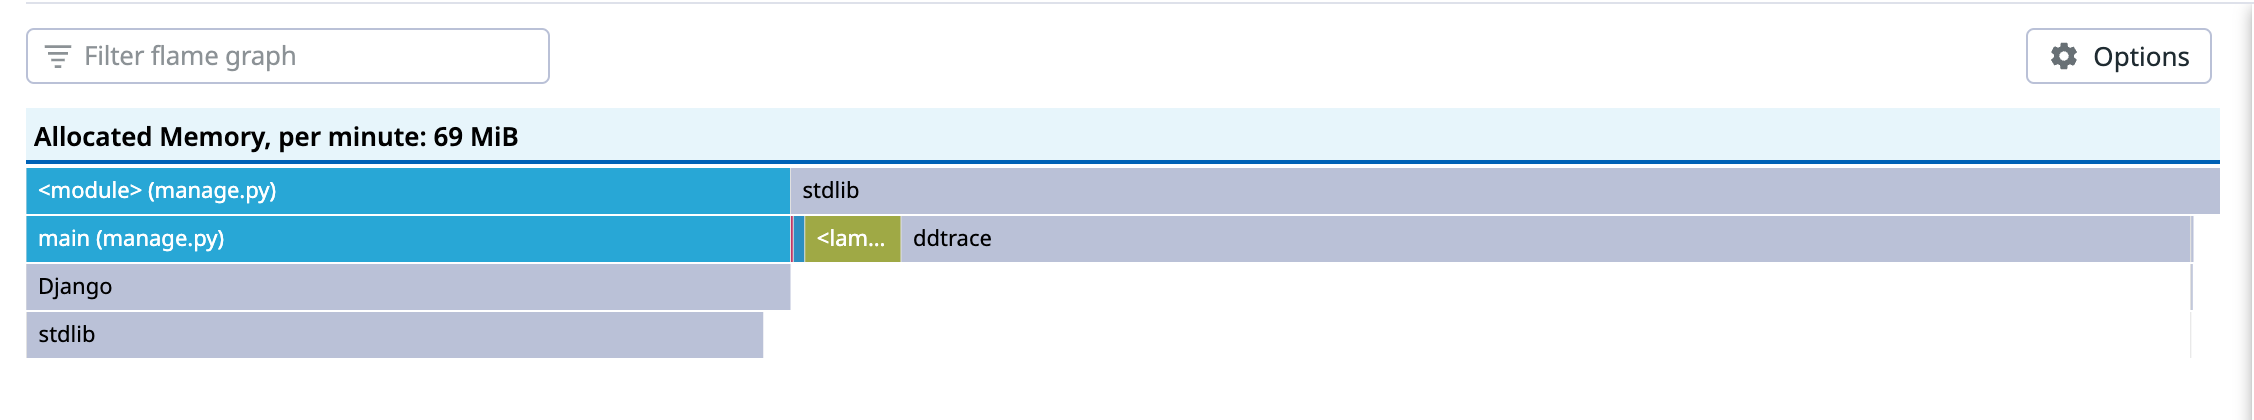 Filter flame graph
Options
Allocated Memory, per minute: 69 MiB
<module> (manage.py)
stdlib
main (manage.py)
<lam...
ddtrace
Django
stdlib